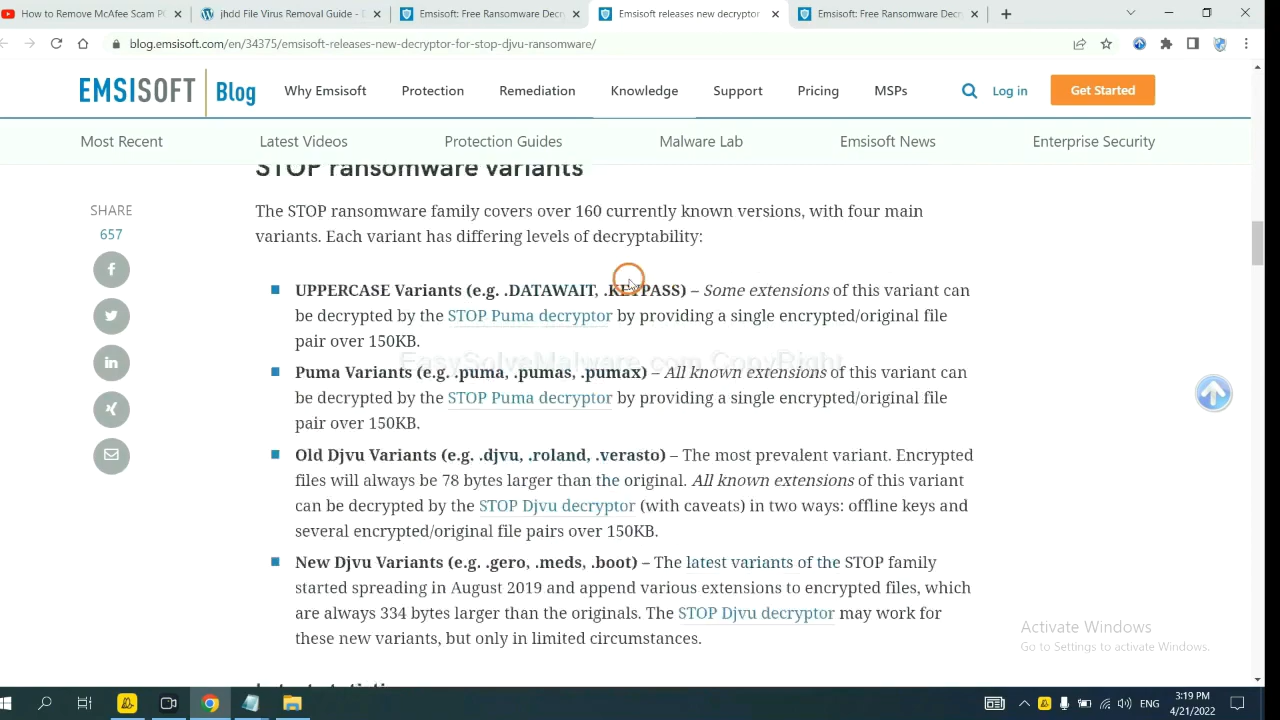 How to Remove McAfee Scam P
jhdd File Virus Removal Guide - D
Emsisoft: Free Ransomware Decr
Emsisoft releases new decryptor
Emsisoft: Free Ransomware Decr
blog.emsisoft.com/en/34375/emsisoft-releases-new-decryptor-for-stop-djvu-ransomware/
EMSISOFT Blog Why Emsisoft Protection Remediation Knowledge Support Pricing MSPs Log in Get Started
Most Recent Latest Videos Protection Guides Malware Lab Emsisoft News Enterprise Security
STOP ransomware variants
SHARE
657
The STOP ransomware family covers over 160 currently known versions, with four main
variants. Each variant has differing levels of decryptability:
UPPERCASE Variants (e.g. .DATAWAIT, .KEYPASS) – Some extensions of this variant can
be decrypted by the STOP Puma decryptor by providing a single encrypted/original file
pair over 150KB.
EasySolveMalware.com CopyRight
Puma Variants (e.g. .puma, .pumas, .pumax) – All known extensions of this variant can
be decrypted by the STOP Puma decryptor by providing a single encrypted/original file
pair over 150KB.
Old Djvu Variants (e.g. .djvu, .roland, .verasto) – The most prevalent variant. Encrypted
files will always be 78 bytes larger than the original. All known extensions of this variant
can be decrypted by the STOP Djvu decryptor (with caveats) in two ways: offline keys and
several encrypted/original file pairs over 150KB.
New Djvu Variants (e.g. .gero, .meds, .boot) – The latest variants of the STOP family
started spreading in August 2019 and append various extensions to encrypted files, which
are always 334 bytes larger than the originals. The STOP Djvu decryptor may work for
these new variants, but only in limited circumstances.
Activate Windows
Go to Settings to activate Windows.
ENG
3:19 PM
4/21/2022